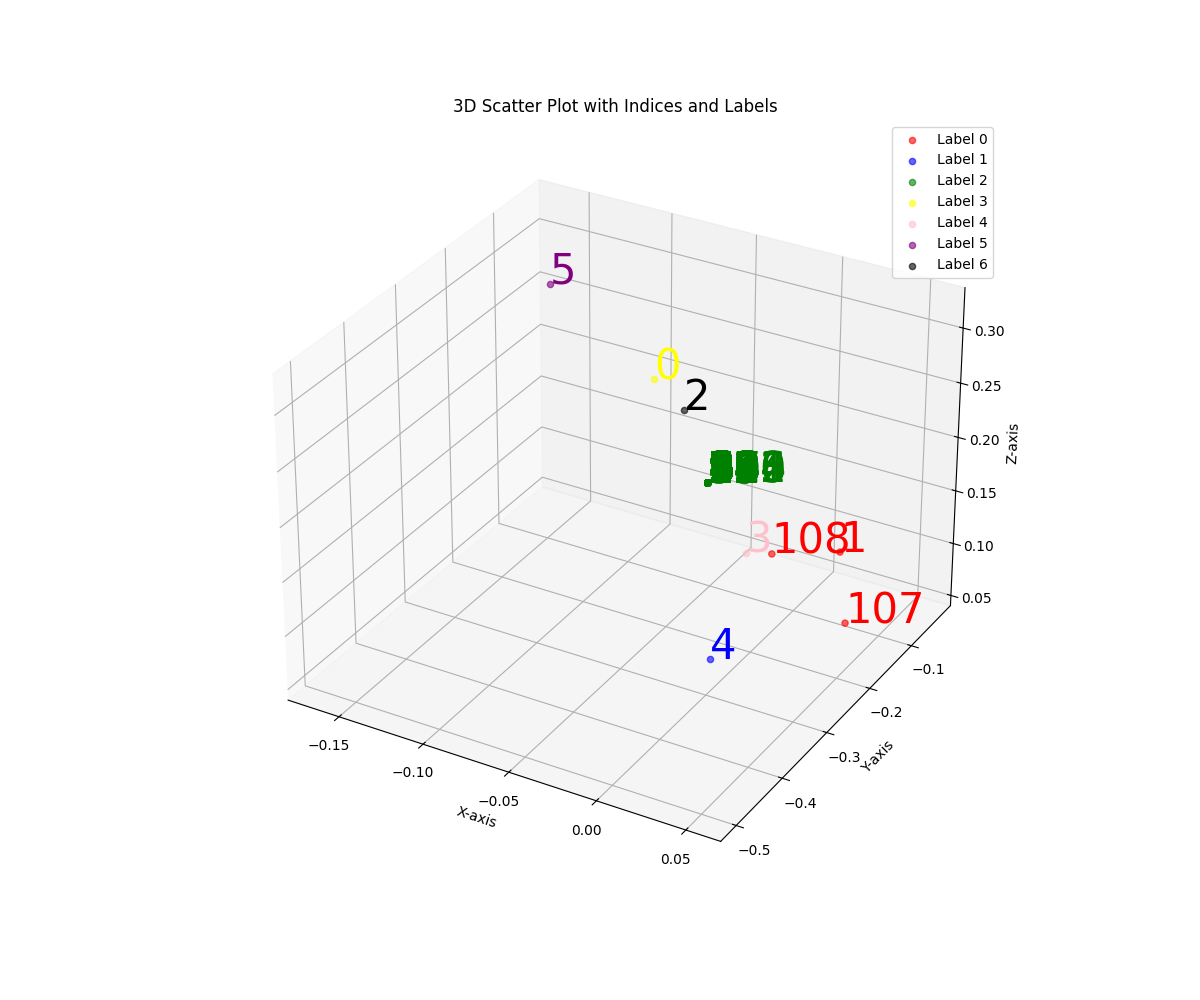 3D Scatter Plot with Indices and Labels
Label 0
Label 1
Label 2
Label 3
Label 4
Label 5
Label 6
5
0
2
3
108
1
107
4
0.30
0.25
0.20
0.15
0.10
0.05
Z-axis
−0.1
−0.2
−0.3
−0.4
−0.5
Y-axis
−0.15
−0.10
−0.05
0.00
0.05
X-axis